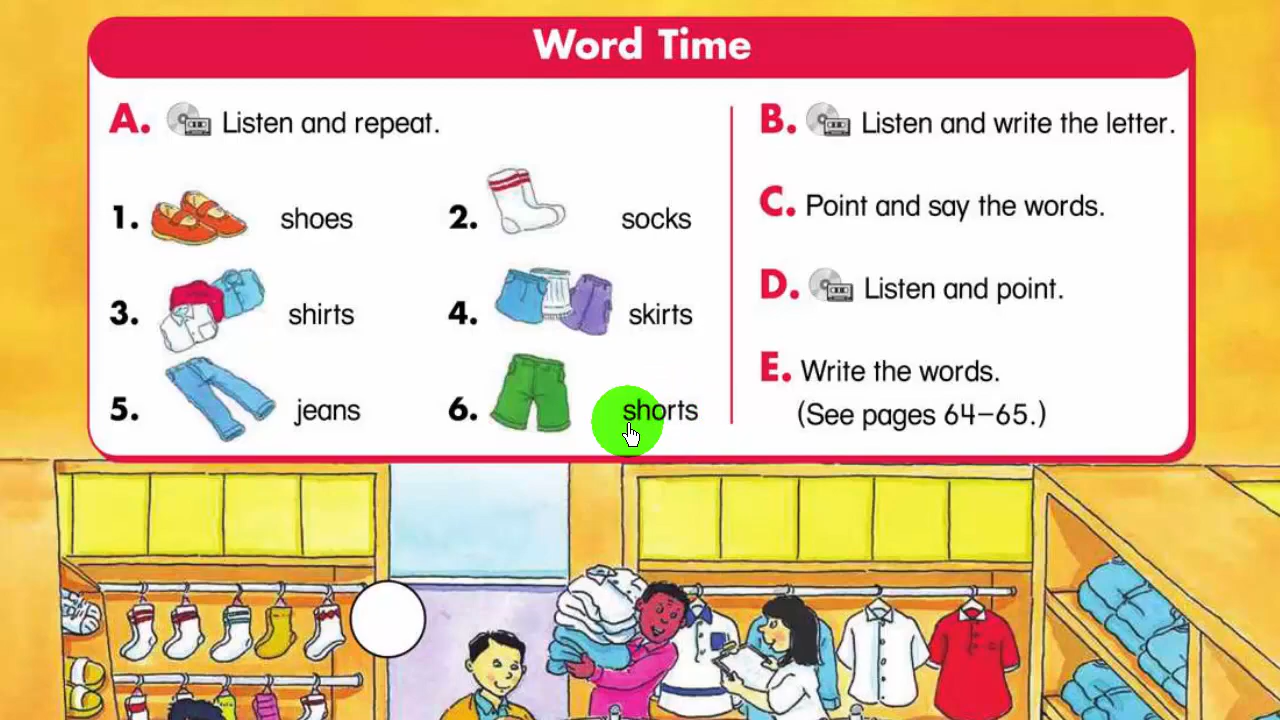 Word Time
A. Listen and repeat.
1. shoes
2. socks
3. shirts
4. skirts
5. jeans
6. shorts
B. Listen and write the letter.
C. Point and say the words.
D. Listen and point.
E. Write the words.
(See pages 64–65.)